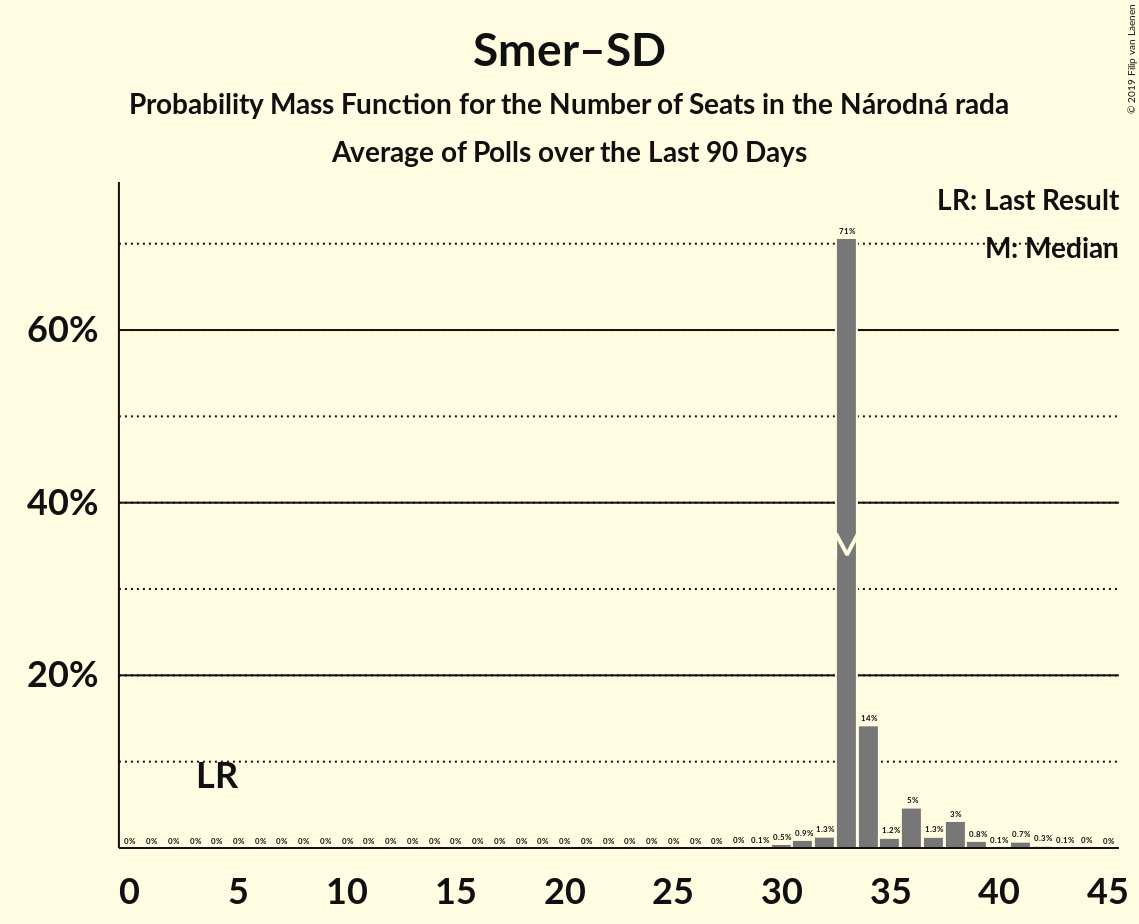 © 2019 Filip van Laenen
Smer–SD
Probability Mass Function for the Number of Seats in the Národná rada
Average of Polls over the Last 90 Days
LR: Last Result
M: Median
71%
60%
40%
20%
14%
LR
0% 0% 0% 0% 0% 0% 0% 0% 0% 0% 0% 0% 0% 0% 0% 0% 0% 0% 0% 0% 0% 0% 0% 0% 0% 0% 0% 0% 0% 0.1% 0.5% 0.9% 1.3% 1.2% 5% 1.3% 3% 0.8% 0.1% 0.7% 0.3% 0.1% 0% 0%
0 5 10 15 20 25 30 35 40 45